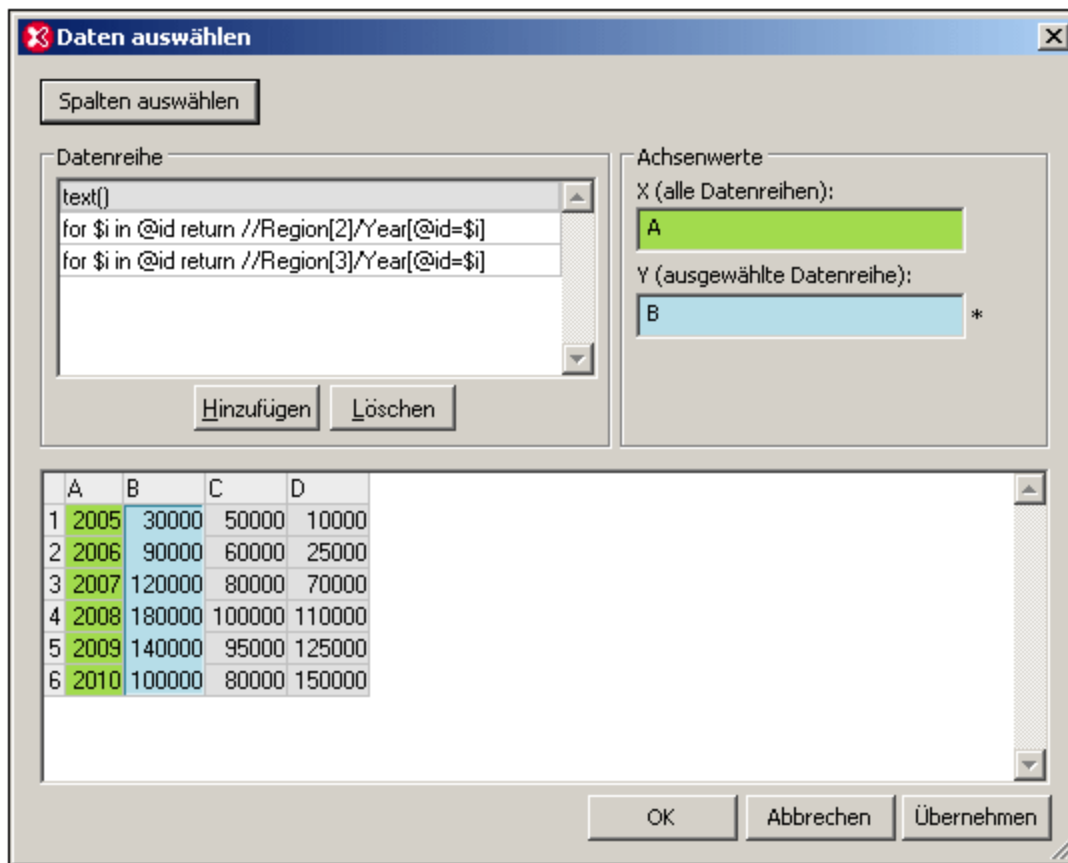 Daten auswählen
Spalten auswählen
Datenreihe
text()
for $i in @id return //Region[2]/Year[@id=$i]
for $i in @id return //Region[3]/Year[@id=$i]
Hinzufügen Löschen
Achsenwerte
X (alle Datenreihen):
A
Y (ausgewählte Datenreihe):
B *
A B C D
1 2005 30000 50000 10000
2 2006 90000 60000 25000
3 2007 120000 80000 70000
4 2008 180000 100000 110000
5 2009 140000 95000 125000
6 2010 100000 80000 150000
OK Abbrechen Übernehmen